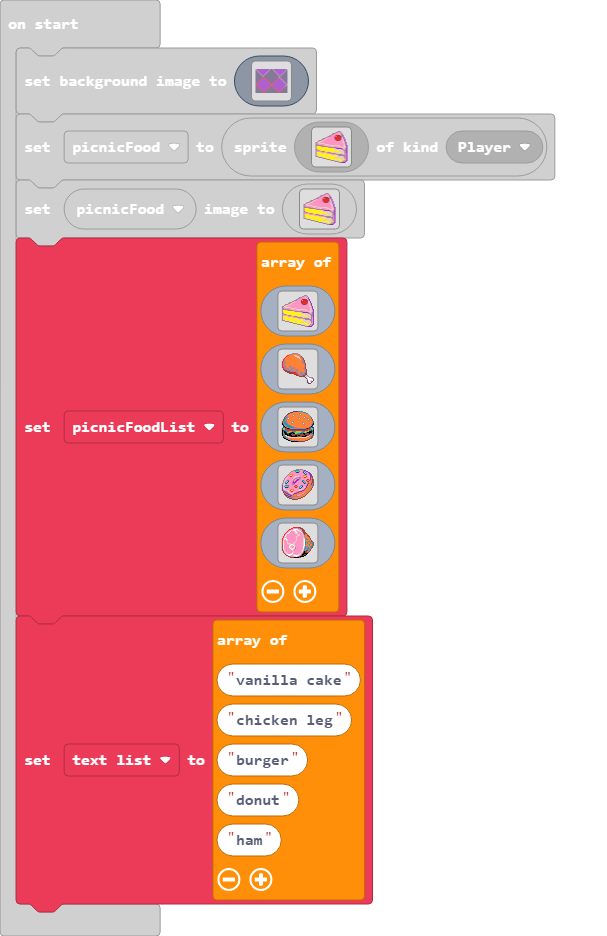 on start
set background image to
set picnicFood to sprite of kind Player
set picnicFood image to
array of
set picnicFoodList to
array of
"vanilla cake"
"chicken leg"
"burger"
set text list to
"donut"
"ham"